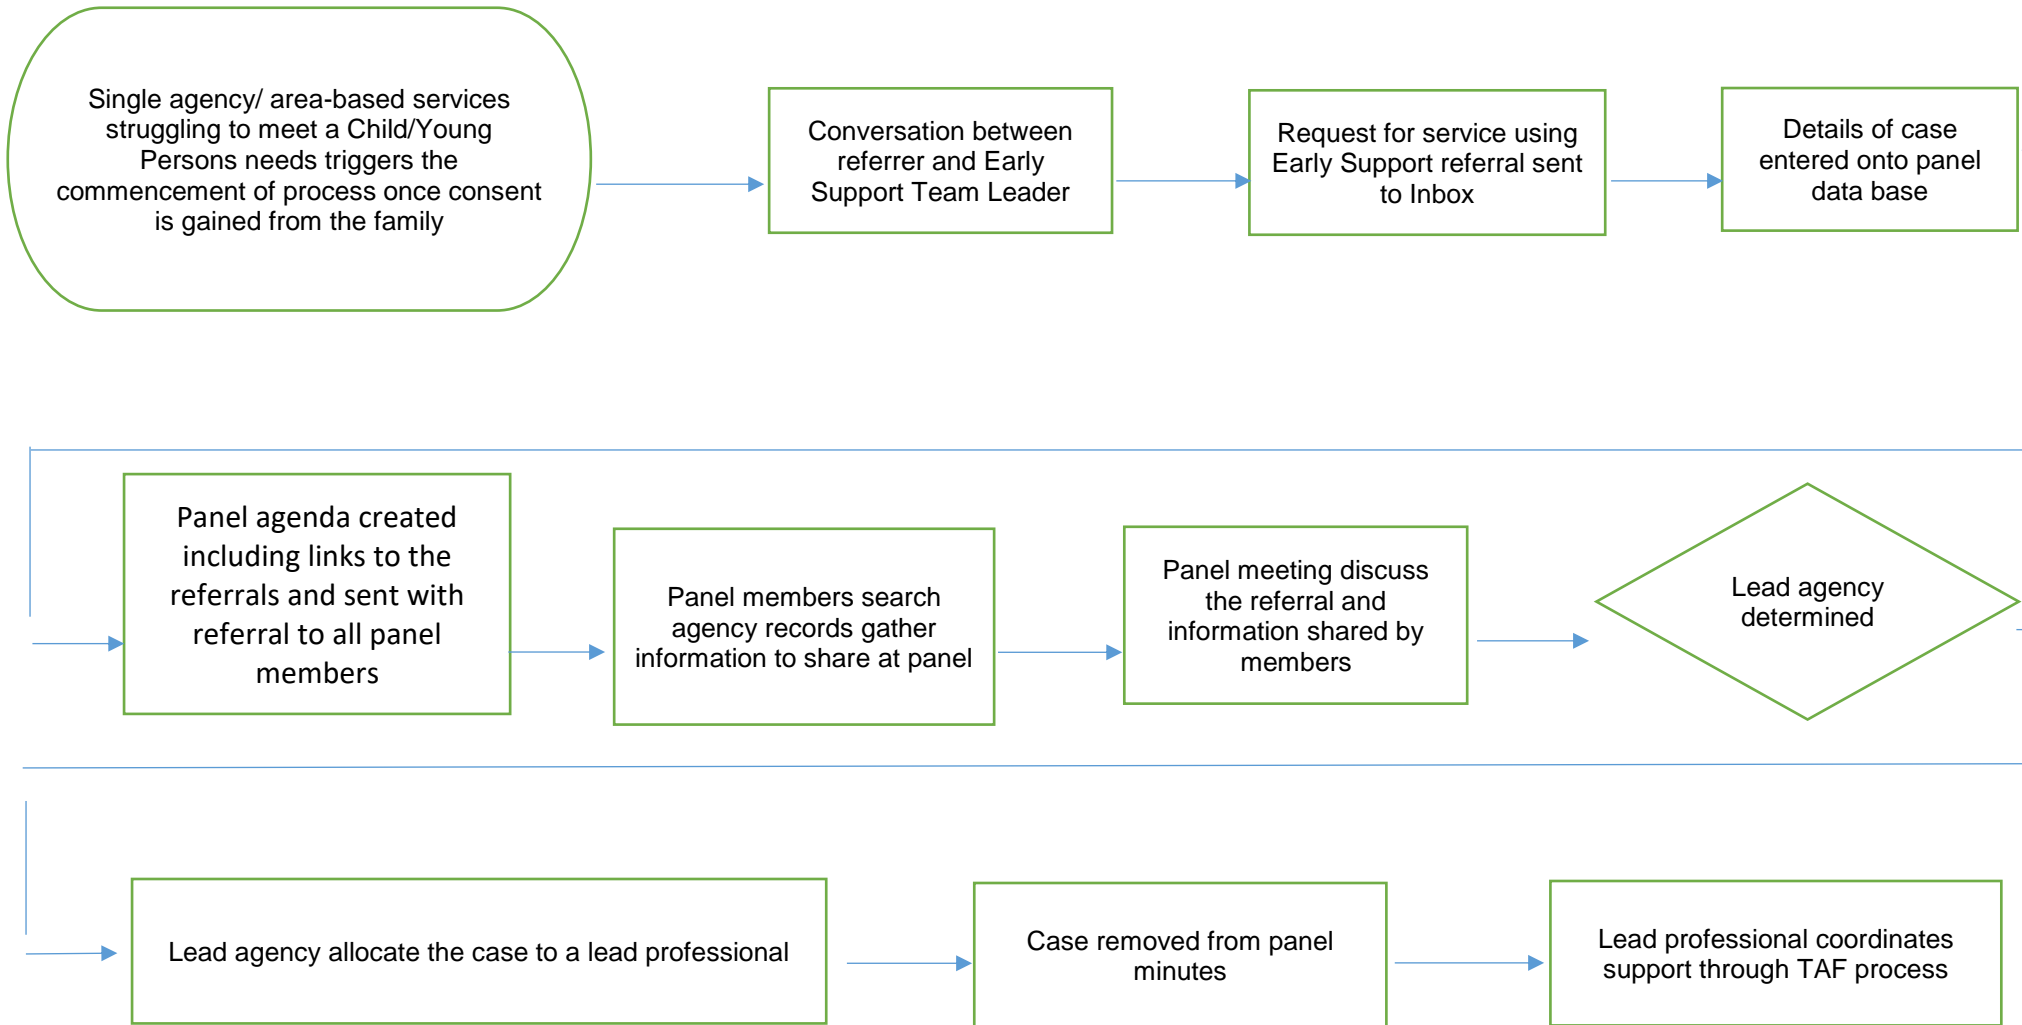 Single agency/ area-based services
struggling to meet a Child/Young
Persons needs triggers the
commencement of process once consent
is gained from the family
Conversation between
referrer and Early
Support Team Leader
Request for service using
Early Support referral sent
to Inbox
Details of case
entered onto panel
data base
Panel agenda created
including links to the
referrals and sent with
referral to all panel
members
Panel members search
agency records gather
information to share at panel
Panel meeting discuss
the referral and
information shared by
members
Lead agency
determined
Lead agency allocate the case to a lead professional
Case removed from panel
minutes
Lead professional coordinates
support through TAF process